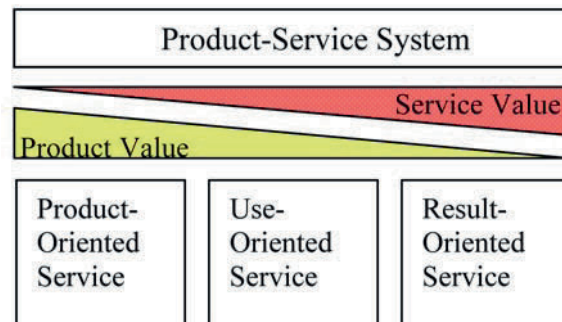 Product-Service System
Service Value
Product Value
Product-
Oriented
Service
Use-
Oriented
Service
Result-
Oriented
Service